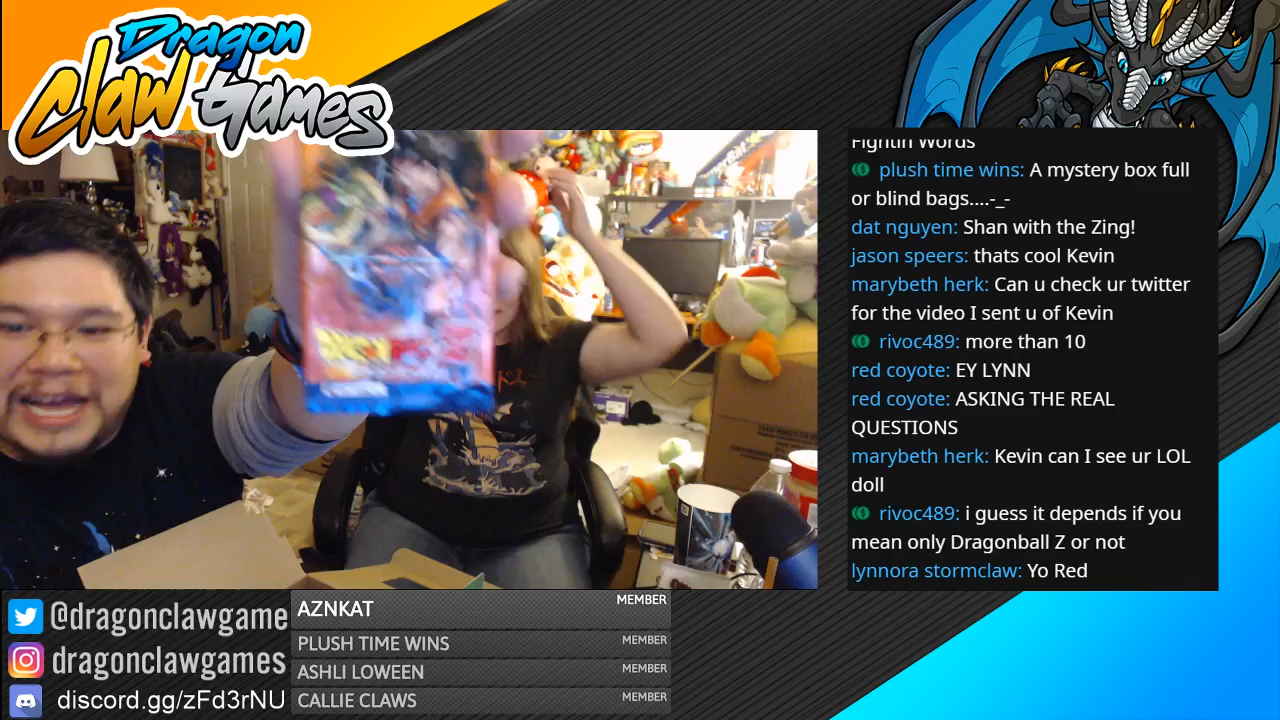 Dragon
Claw Games
Fightin Words
plush time wins: A mystery box full
or blind bags....-_-
dat nguyen: Shan with the Zing!
jason speers: thats cool Kevin
marybeth herk: Can u check ur twitter
for the video I sent u of Kevin
rivoc489: more than 10
red coyote: EY LYNN
red coyote: ASKING THE REAL
QUESTIONS
marybeth herk: Kevin can I see ur LOL
doll
rivoc489: i guess it depends if you
mean only Dragonball Z or not
lynnora stormclaw: Yo Red
@dragonclawgame
dragonclawgames
discord.gg/zFd3rNU
AZNKAT MEMBER
PLUSH TIME WINS MEMBER
ASHLI LOWEEN MEMBER
CALLIE CLAWS MEMBER